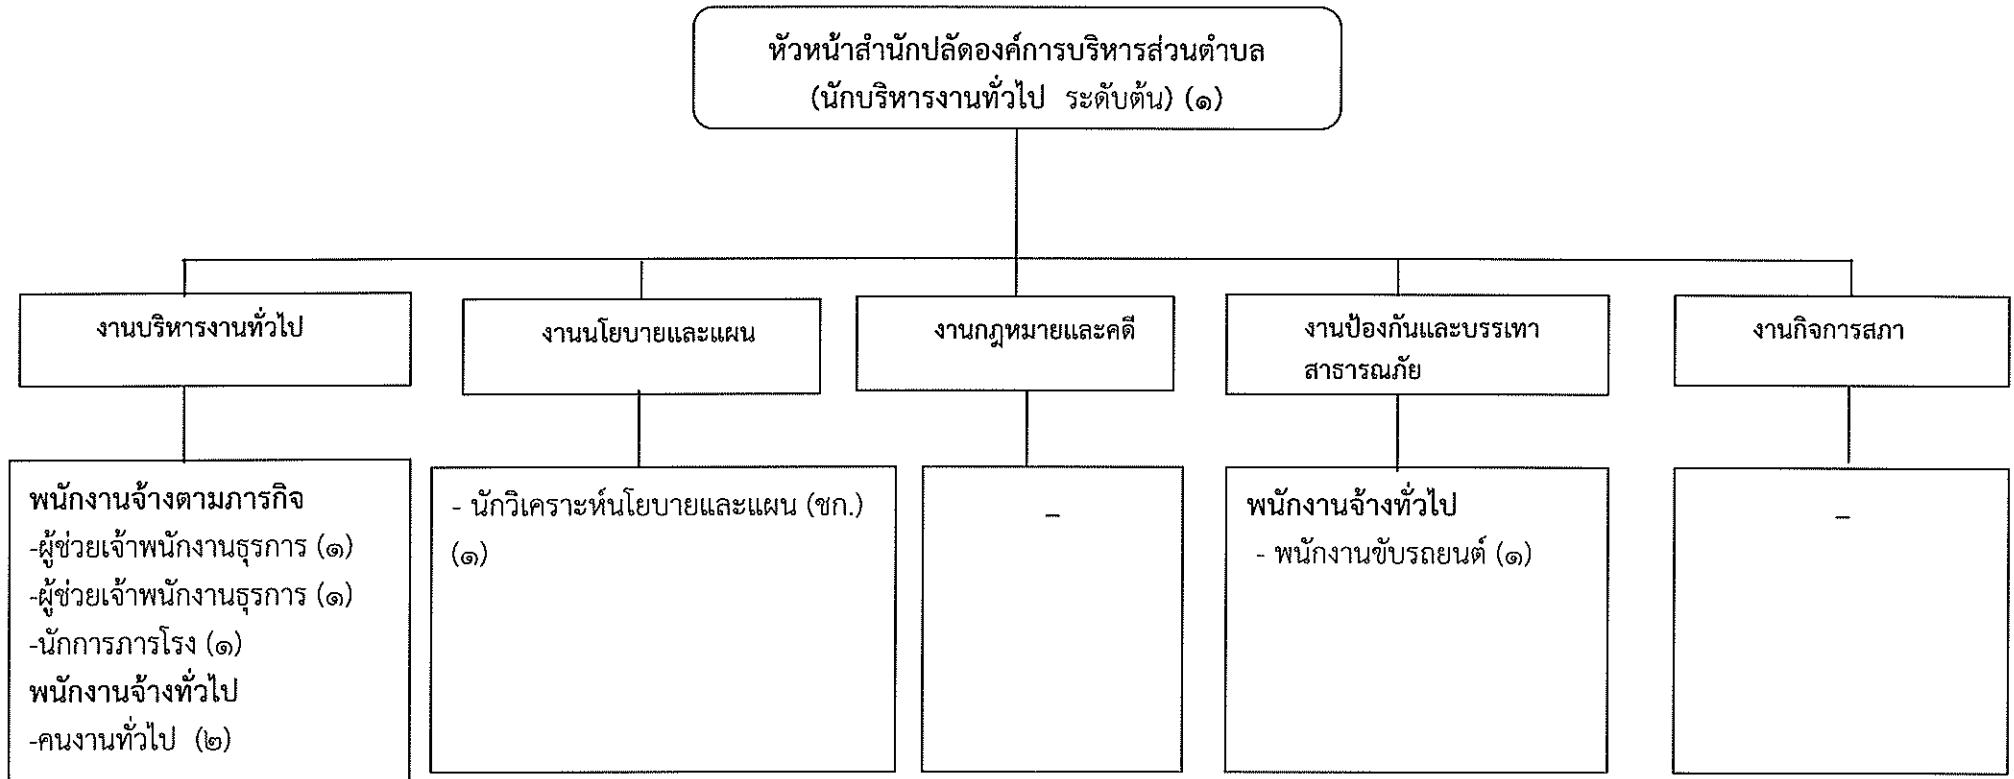 หัวหน้าสำนักปลัดองค์การบริหารส่วนตำบล
(นักบริหารงานทั่วไป ระดับต้น) (๑)
งานบริหารงานทั่วไป
งานนโยบายและแผน
งานกฎหมายและคดี
งานป้องกันและบรรเทา
สาธารณภัย
งานกิจการสภา
พนักงานจ้างตามภารกิจ
-ผู้ช่วยเจ้าพนักงานธุรการ (๑)
-ผู้ช่วยเจ้าพนักงานธุรการ (๑)
-นักการภารโรง (๑)
พนักงานจ้างทั่วไป
-คนงานทั่วไป (๒)
- นักวิเคราะห์นโยบายและแผน (ชก.)
(๑)
-
พนักงานจ้างทั่วไป
- พนักงานขับรถยนต์ (๑)
-